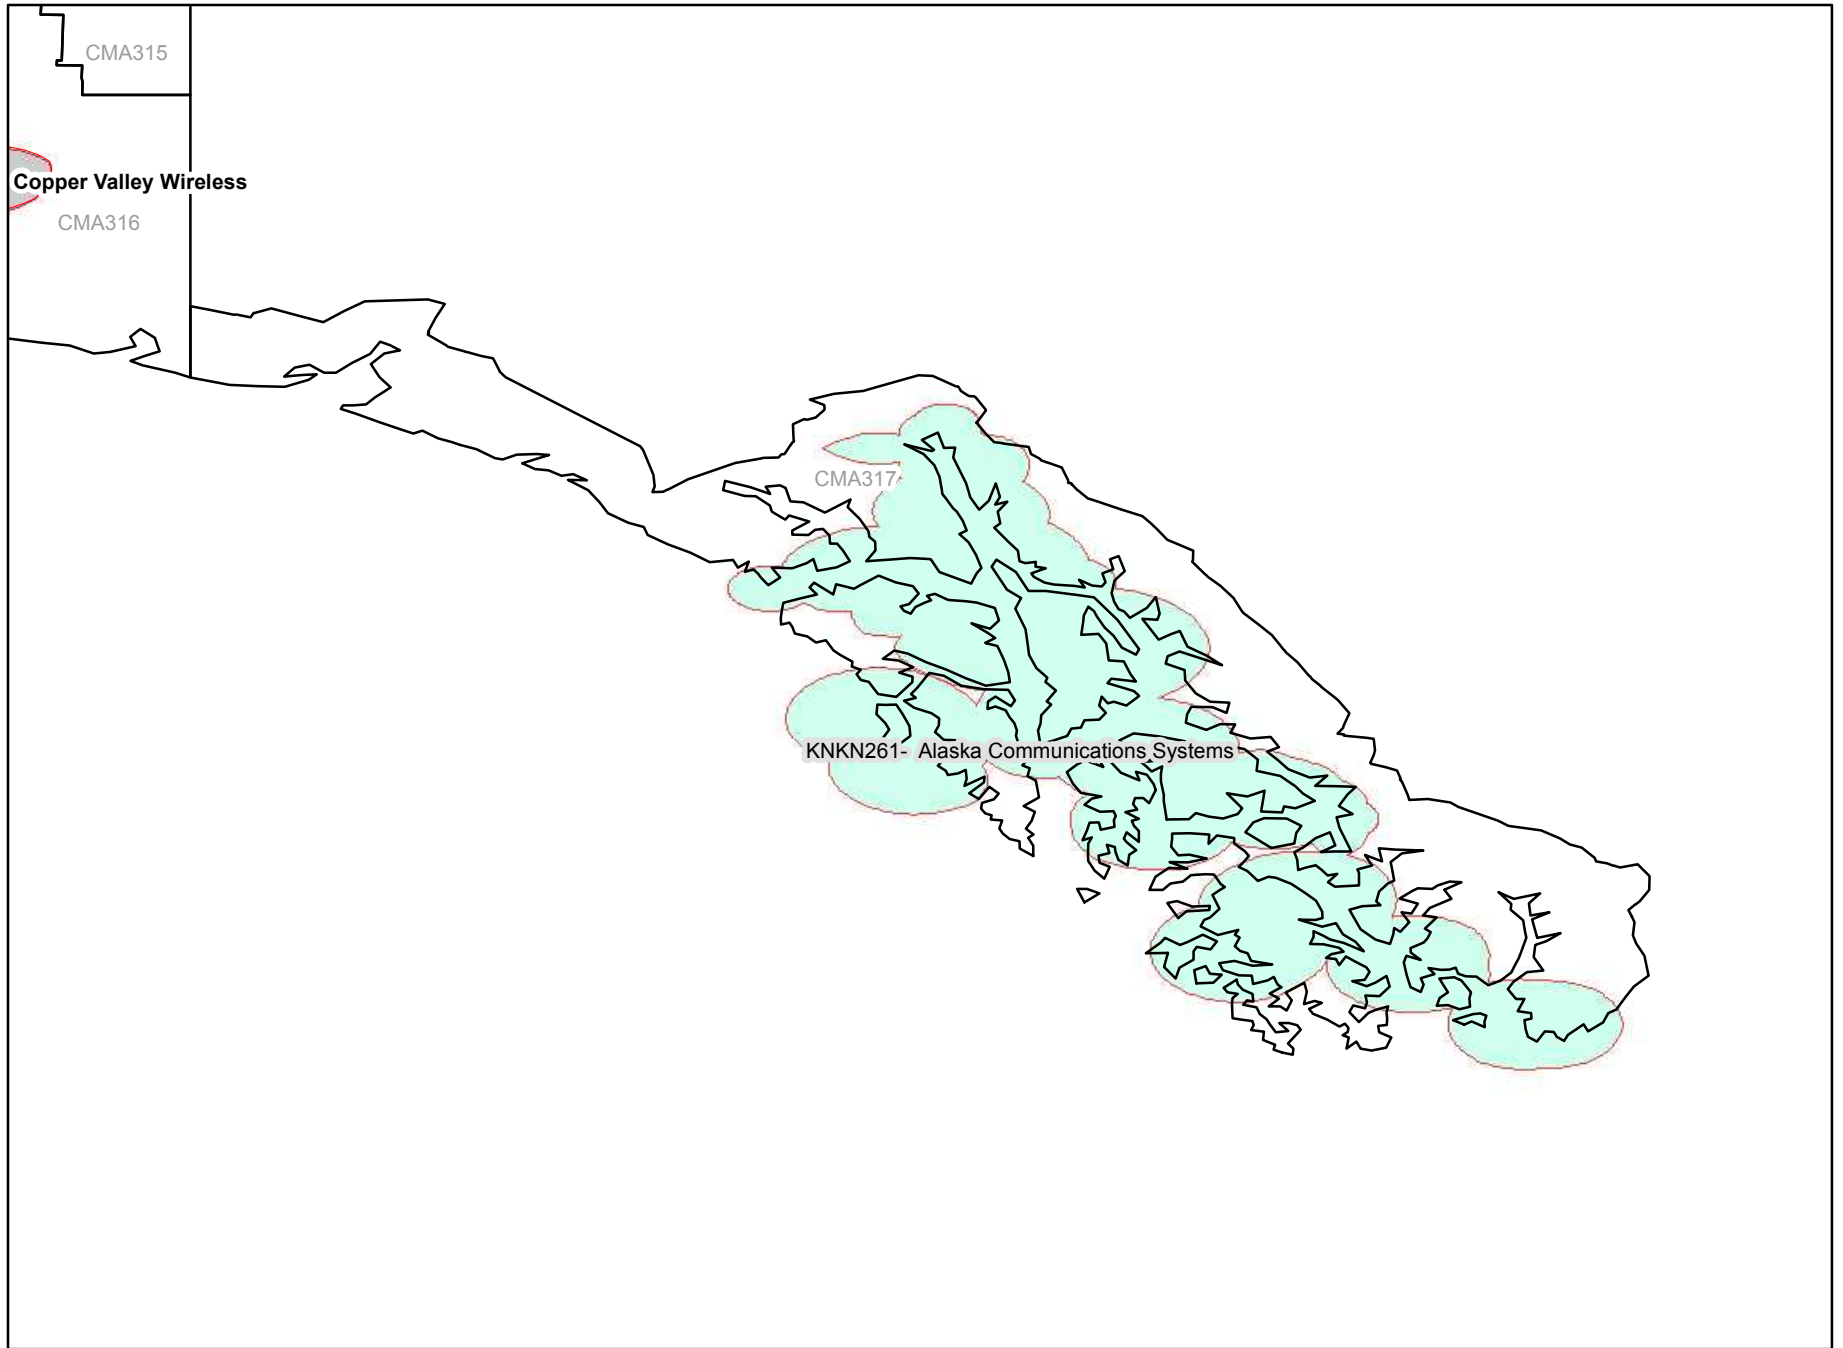 CMA315
Copper Valley Wireless
CMA316
CMA317
KNKN261- Alaska Communications Systems